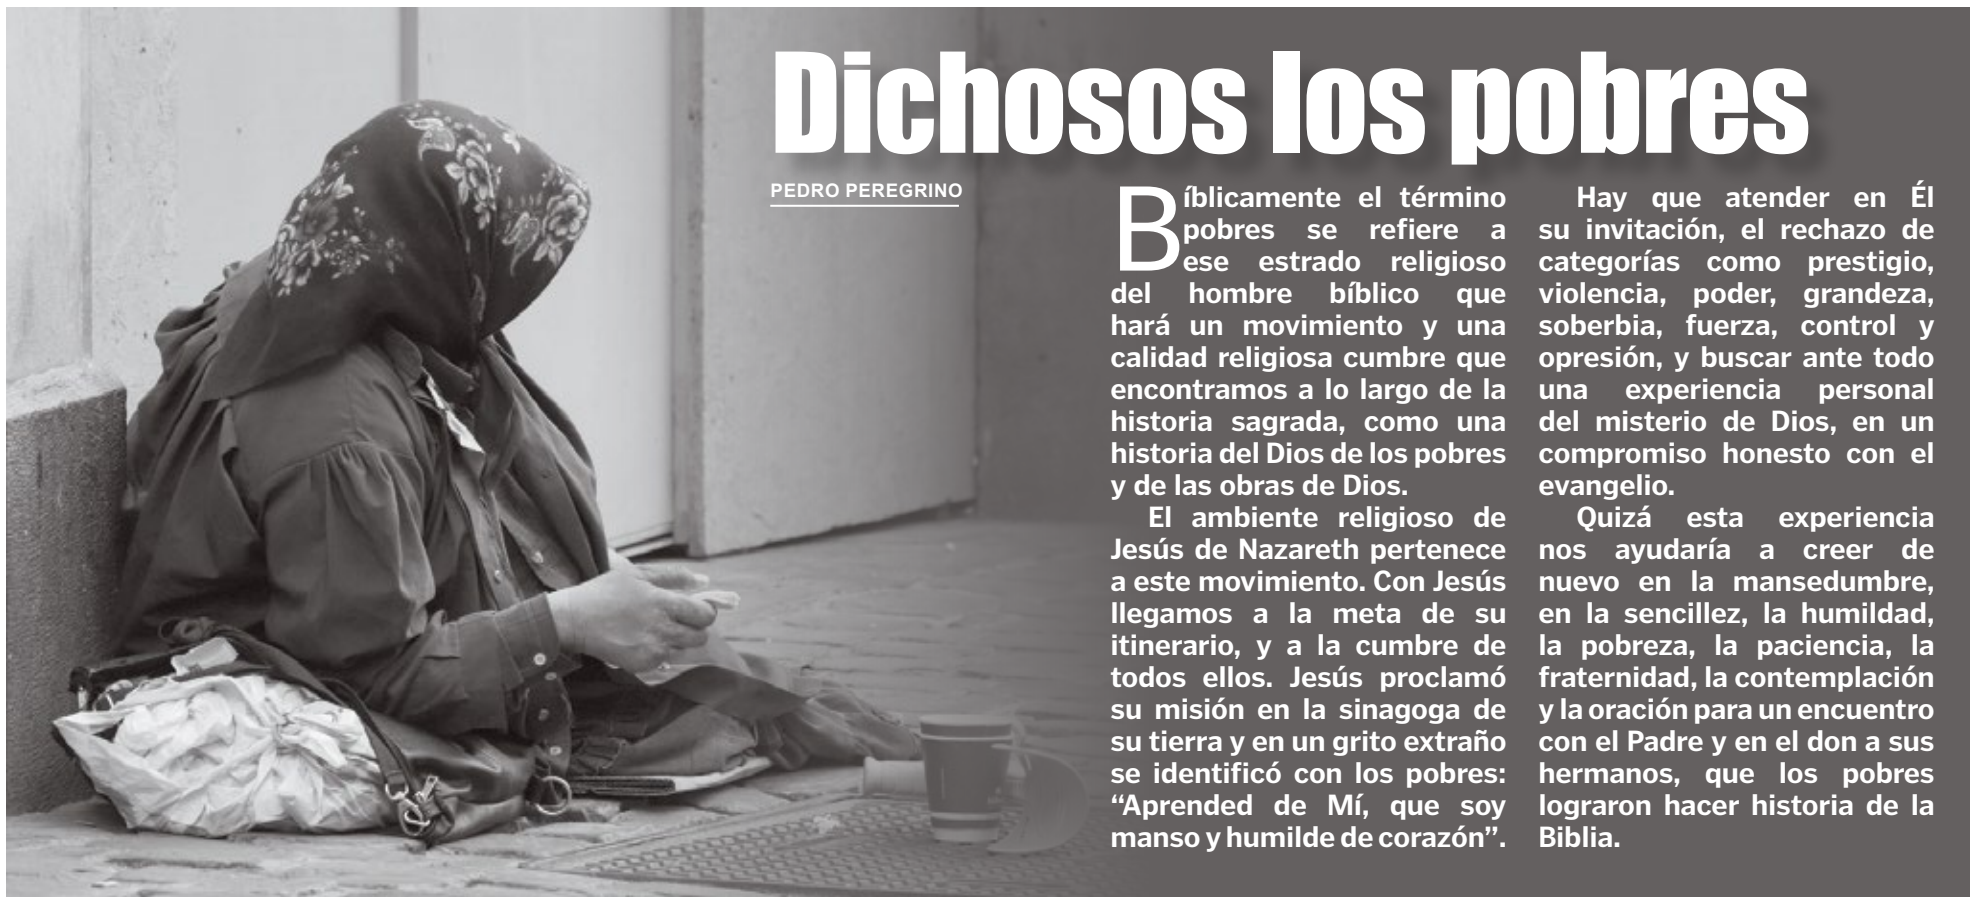 Dichosos los pobres
PEDRO PEREGRINO
Bíblicamente el término
pobres se refiere a
ese estrado religioso
del hombre bíblico que
hará un movimiento y una
calidad religiosa cumbre que
encontramos a lo largo de la
historia sagrada, como una
historia del Dios de los pobres
y de las obras de Dios.
El ambiente religioso de
Jesús de Nazareth pertenece
a este movimiento. Con Jesús
llegamos a la meta de su
itinerario, y a la cumbre de
todos ellos. Jesús proclamó
su misión en la sinagoga de
su tierra y en un grito extraño
se identificó con los pobres:
“Aprended de Mí, que soy
manso y humilde de corazón”.
Hay que atender en Él
su invitación, el rechazo de
categorías como prestigio,
violencia, poder, grandeza,
soberbia, fuerza, control y
opresión, y buscar ante todo
una experiencia personal
del misterio de Dios, en un
compromiso honesto con el
evangelio.
Quizá esta experiencia
nos ayudaría a creer de
nuevo en la mansedumbre,
en la sencillez, la humildad,
la pobreza, la paciencia, la
fraternidad, la contemplación
y la oración para un encuentro
con el Padre y en el don a sus
hermanos, que los pobres
lograron hacer historia de la
Biblia.